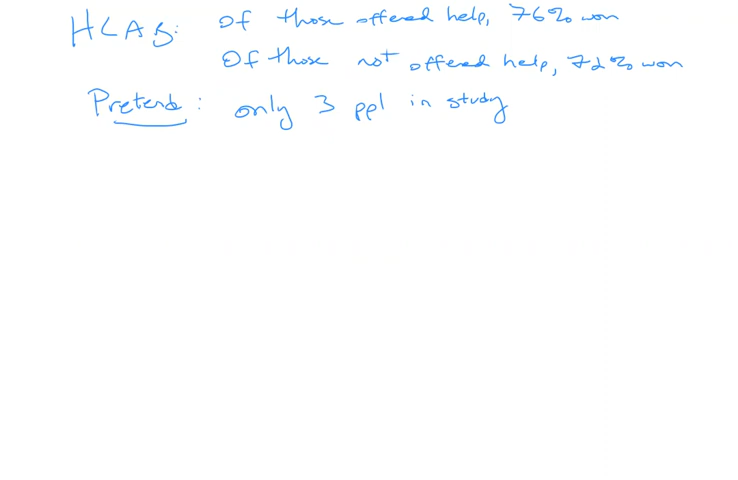 HLAB: Of those offered help, 76% won
Of those not offered help, 72% won
Pretend: only 3 ppl in study